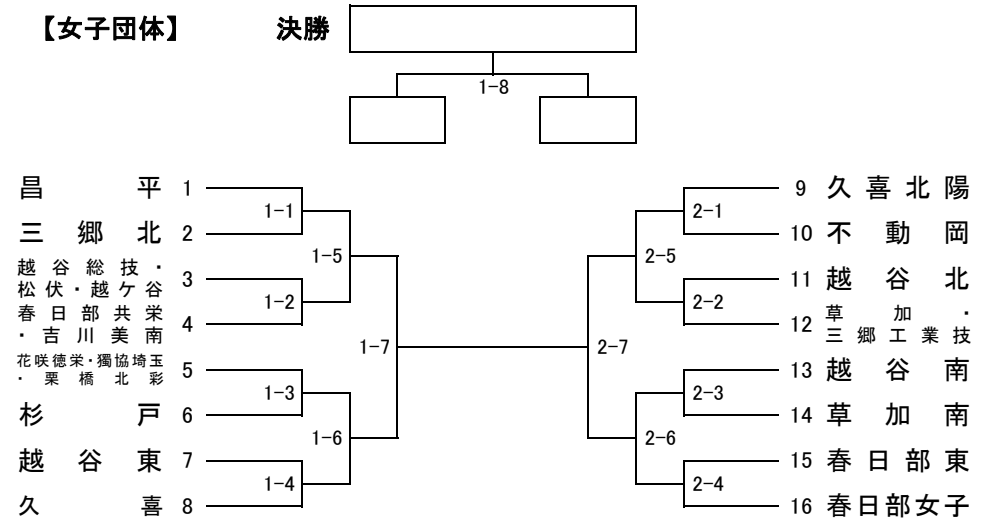 【女子団体】 決勝
1-8
昌平 1
三郷北 2
越谷総技・
松伏・越ケ谷 3
春日部共栄
・吉川美南 4
花咲徳栄・獨協埼玉
・栗橋北彩 5
杉戸 6
越谷東 7
久喜 8
1-1
1-2
1-3
1-4
1-5
1-6
1-7
2-7
2-5
2-6
2-1
2-2
2-3
2-4
9 久喜北陽
10 不動岡
11 越谷北
12 草加・
三郷工業技
13 越谷南
14 草加南
15 春日部東
16 春日部女子